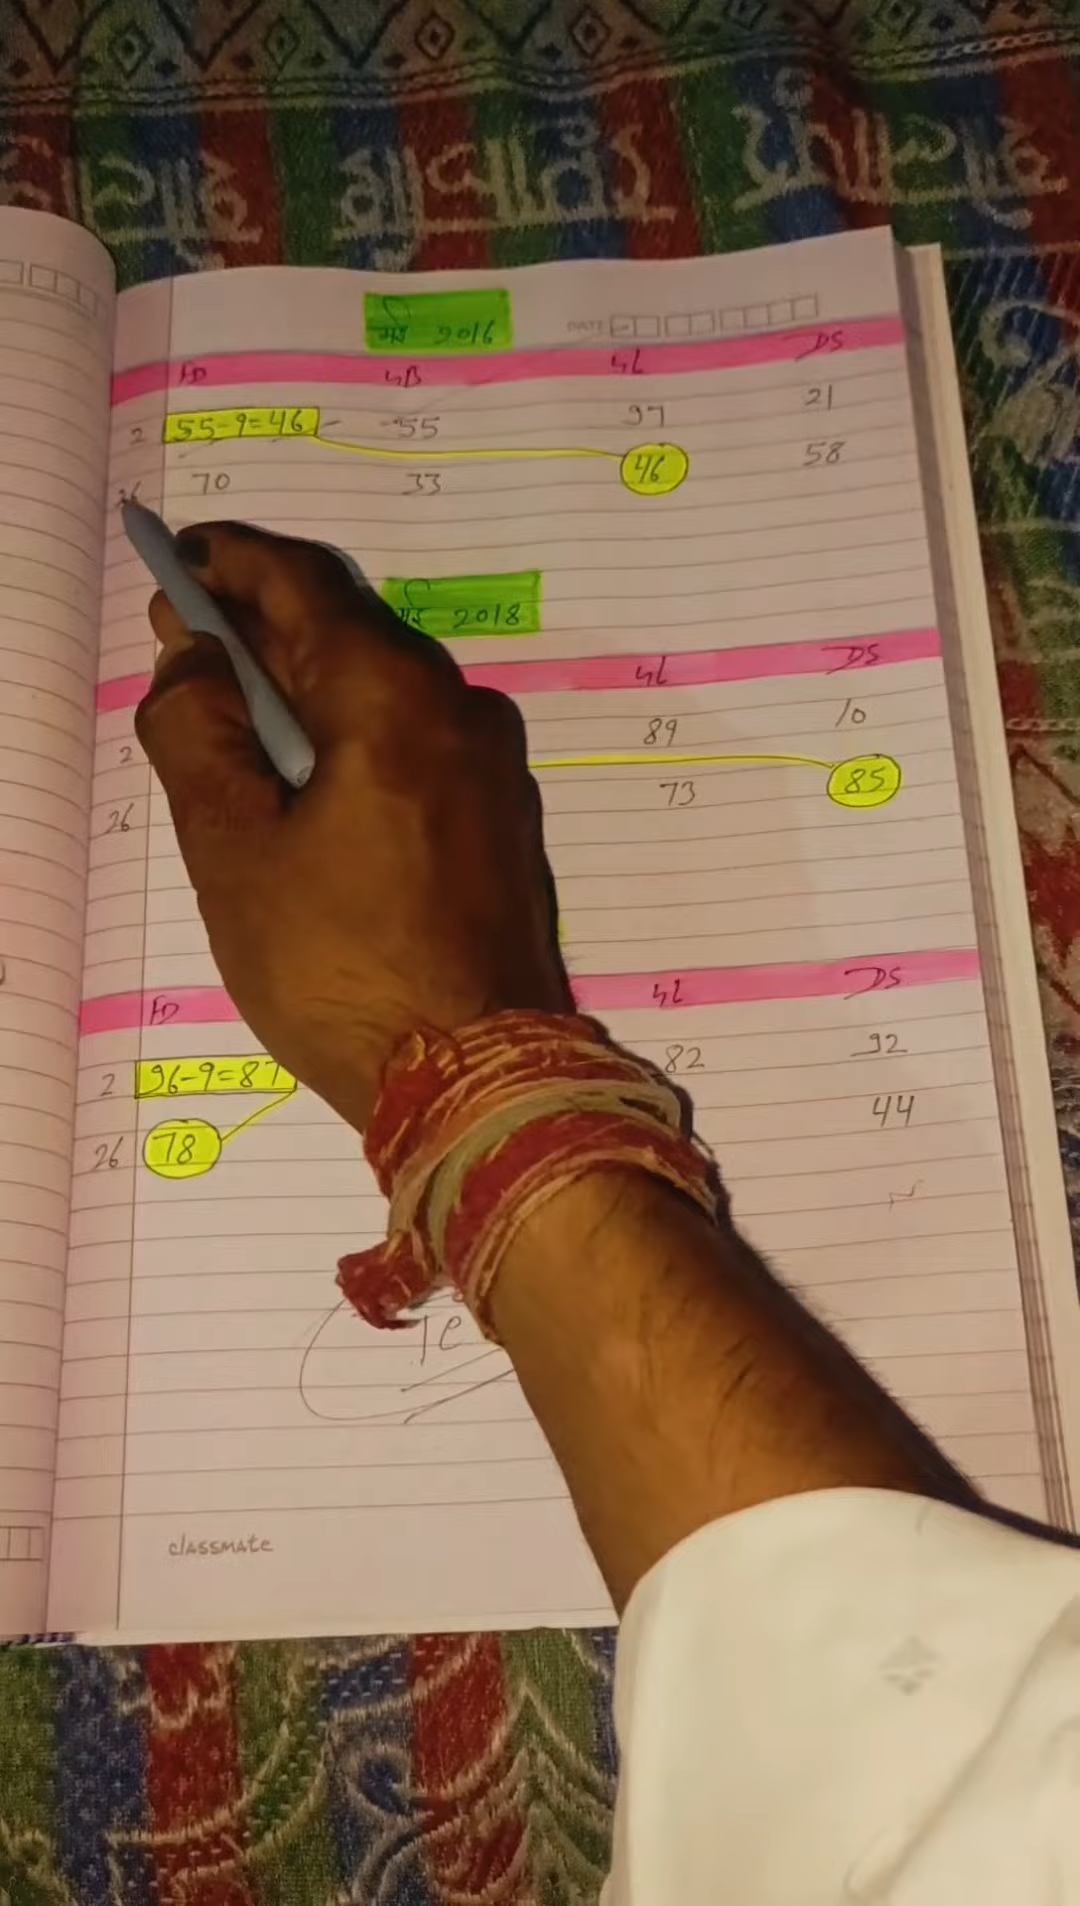 मई 2016
DATE
FD GB GL DS
2 55-9=46 -55 97 21
26 70 33 46 58
मई 2018
GL DS
2 89 10
26 73 85
FD GL DS
2 96-9=87 82 92
26 78 44
classmate